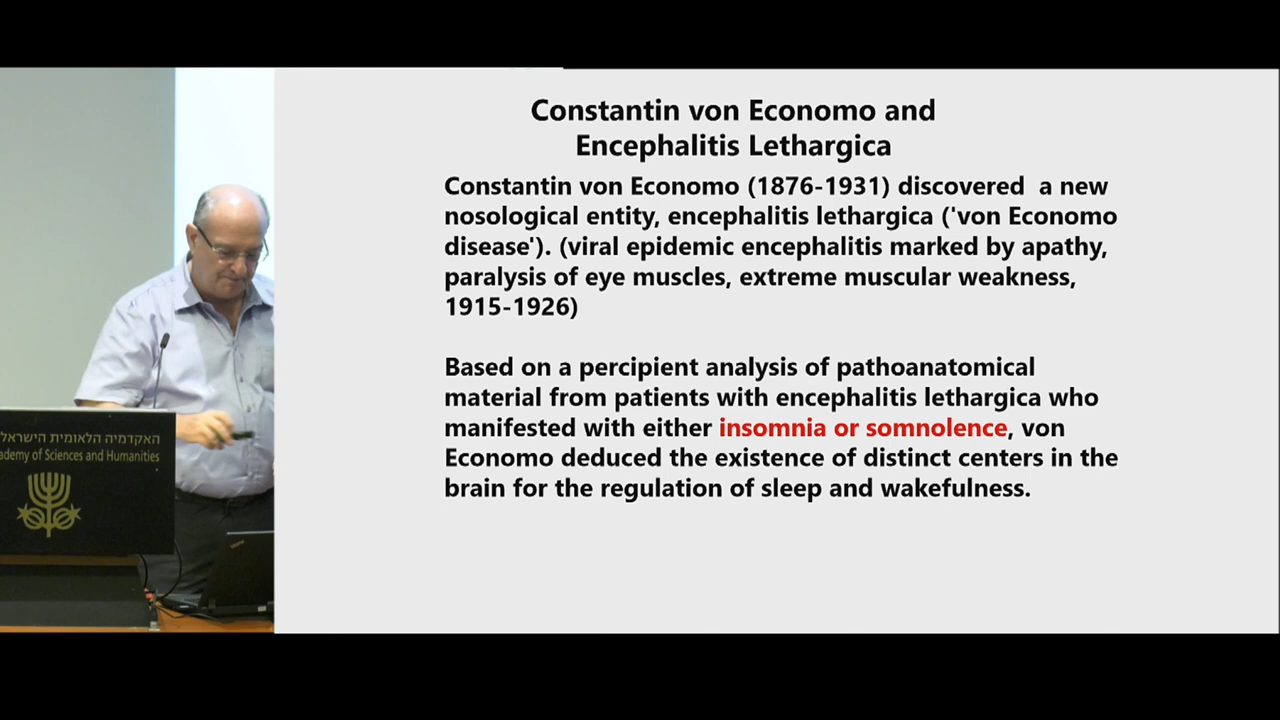 Constantin von Economo and
Encephalitis Lethargica
Constantin von Economo (1876-1931) discovered a new
nosological entity, encephalitis lethargica ('von Economo
disease'). (viral epidemic encephalitis marked by apathy,
paralysis of eye muscles, extreme muscular weakness,
1915-1926)
Based on a percipient analysis of pathoanatomical
material from patients with encephalitis lethargica who
manifested with either insomnia or somnolence, von
Economo deduced the existence of distinct centers in the
brain for the regulation of sleep and wakefulness.
האקדמיה הלאומית הישראל
ademy of Sciences and Humanities